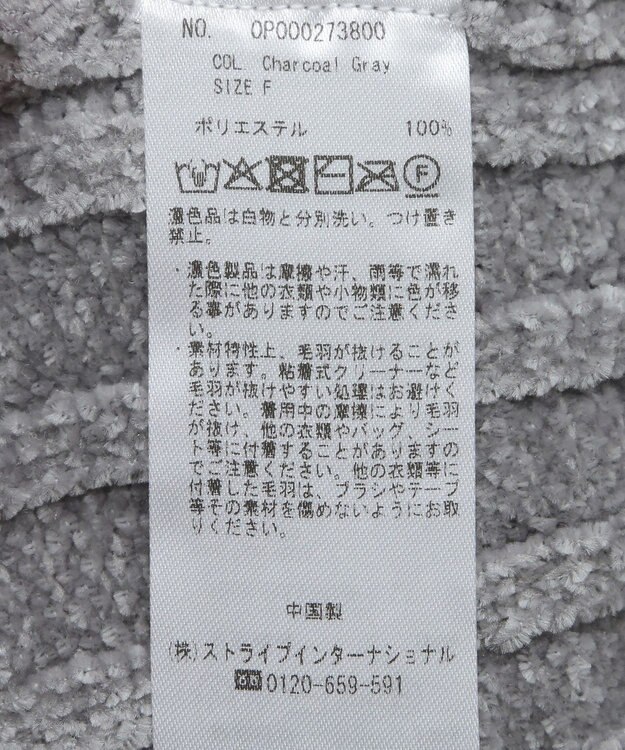 NO. OP000273800
COL Charcoal Gray
SIZE F
ポリエステル 100%
F
濃色品は白物と分別洗い。つけ置き
禁止。
・濃色製品は摩擦や汗、雨等で濡れ
た際に他の衣類や小物類に色が移
る事がありますのでご注意くださ
い。
・素材特性上、毛羽が抜けることが
あります。粘着式クリーナーなど
毛羽が抜けやすい処理はお避けく
ださい。着用中の摩擦により毛羽
が抜け、他の衣類やバッグ、シー
ト等に付着することがありますの
でご注意ください。他の衣類等に
付着した毛羽は、ブラシやテープ
等その素材を傷めないようにお取
りください。
中国製
(株)ストライプインターナショナル
0120-659-591